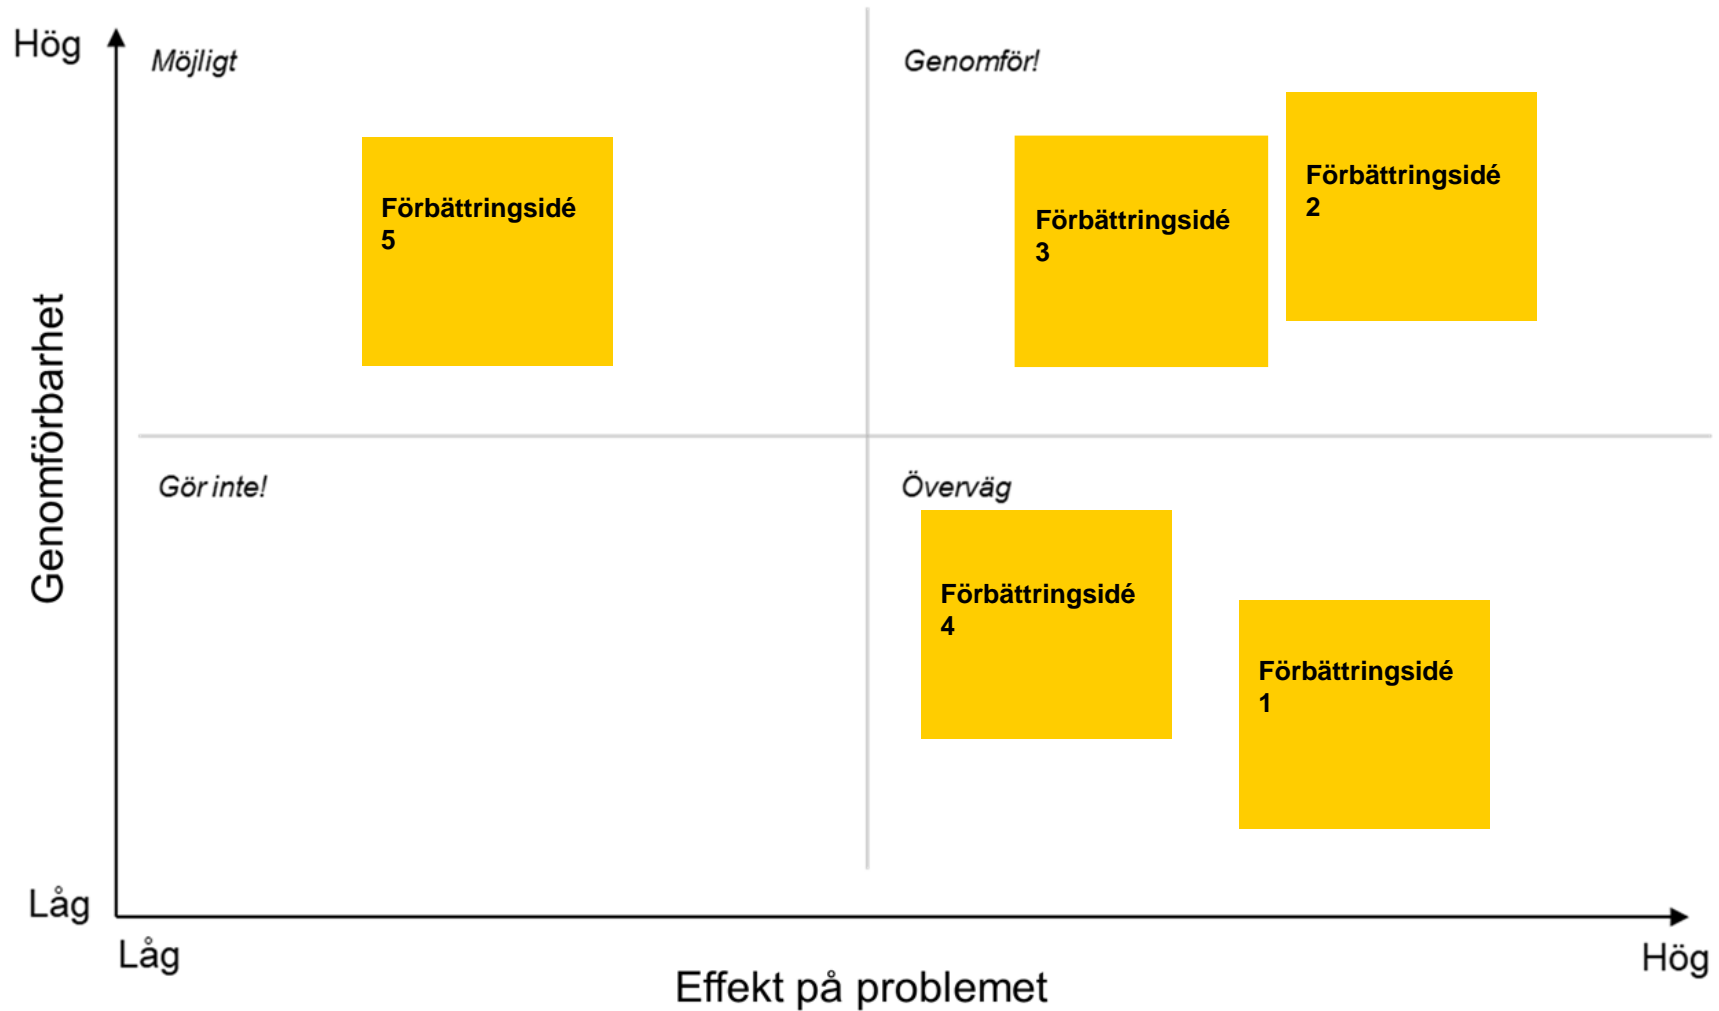 Hög
Möjligt
Genomför!
Förbättringsidé
5
Förbättringsidé
3
Förbättringsidé
2
Genomförbarhet
Gör inte!
Överväg
Förbättringsidé
4
Förbättringsidé
1
Låg
Låg
Hög
Effekt på problemet